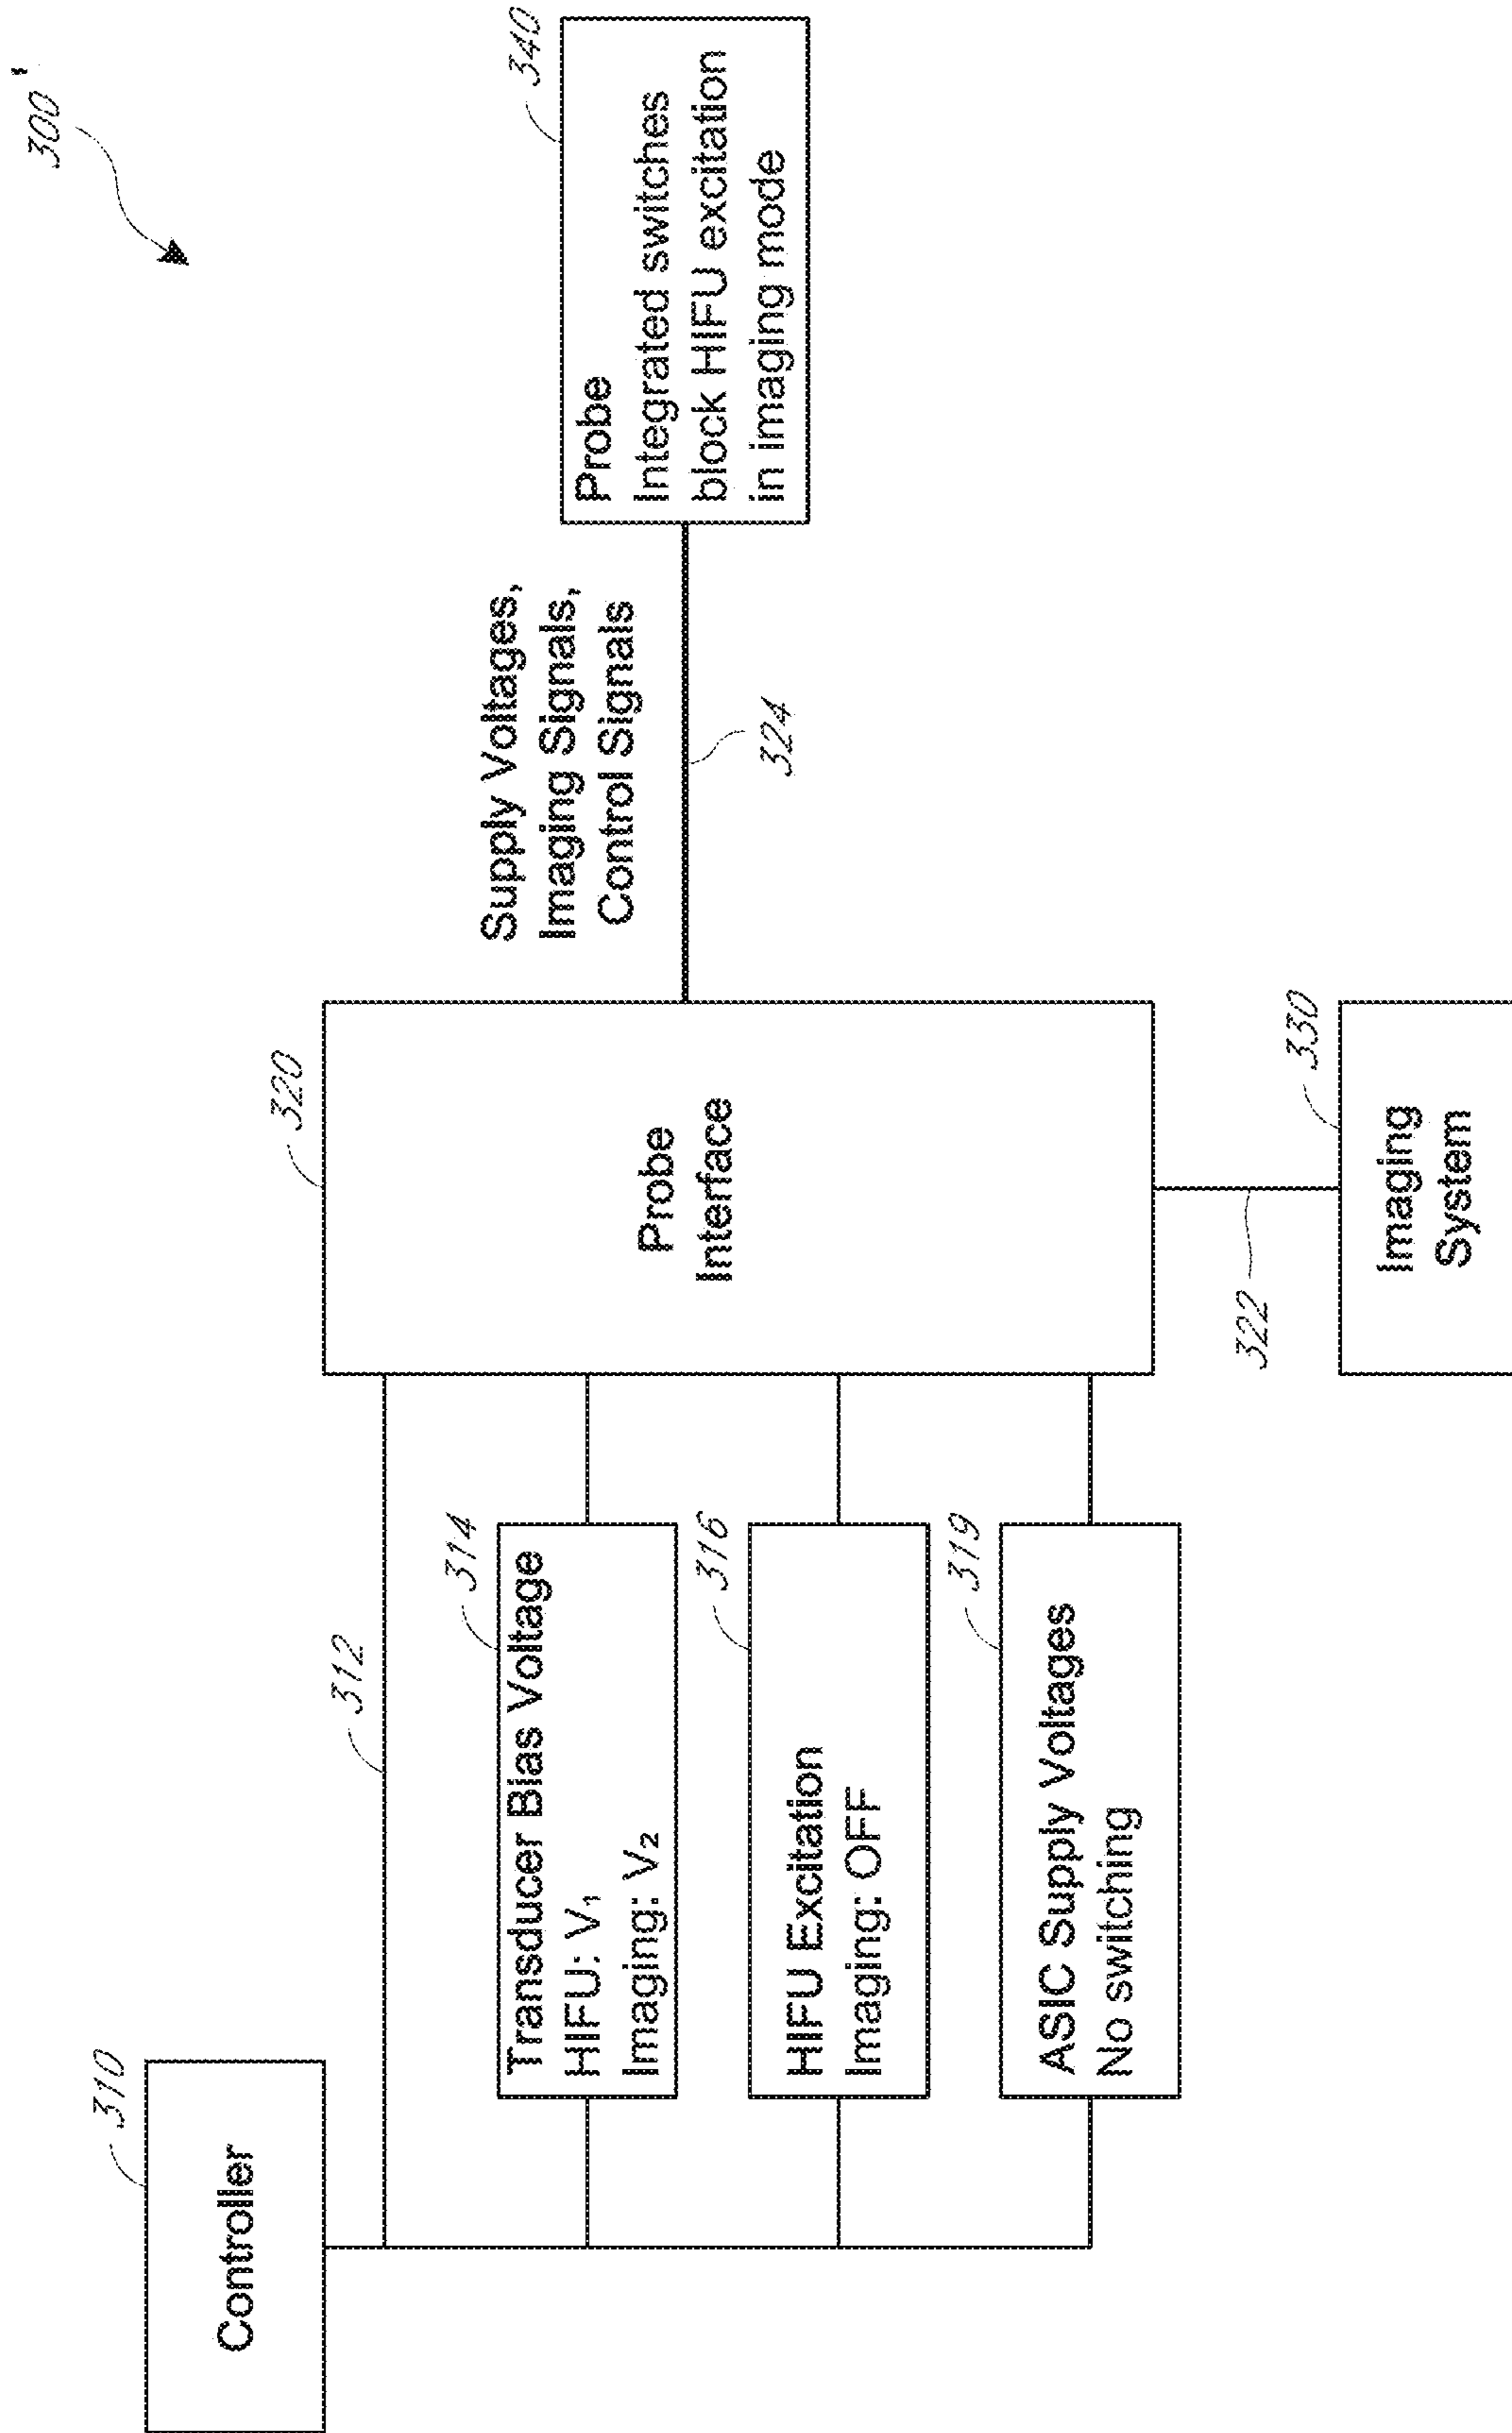 300'
310
Controller
312
314
Transducer Bias Voltage
HIFU: V₁
Imaging: V₂
316
HIFU Excitation
Imaging: OFF
319
ASIC Supply Voltages
No switching
320
Probe
Interface
322
330
Imaging
System
Supply Voltages,
Imaging Signals,
Control Signals
324
340
Probe
Integrated switches
block HIFU excitation
in imaging mode